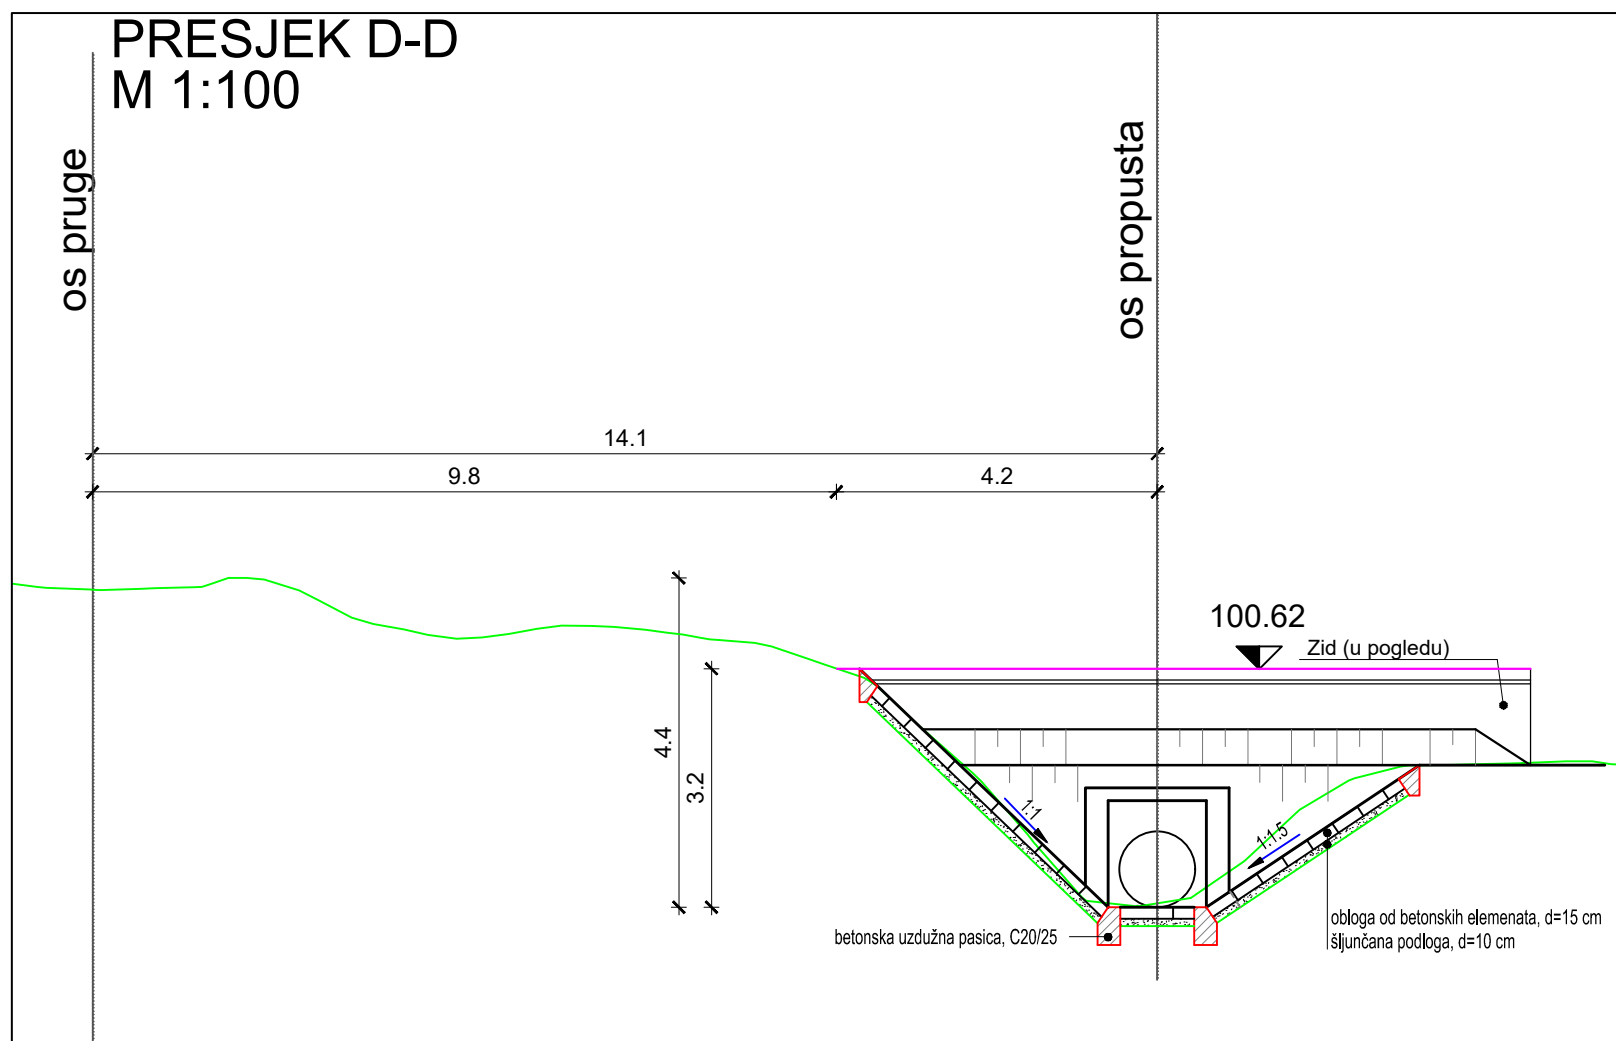 PRESJEK D-D
M 1:100
os pruge
os propusta
14.1
9.8
4.2
100.62
Zid (u pogledu)
4.4
3.2
1:1
1:1.5
betonska uzdužna pasica, C20/25
obloga od betonskih elemenata, d=15 cm
šljunčana podloga, d=10 cm